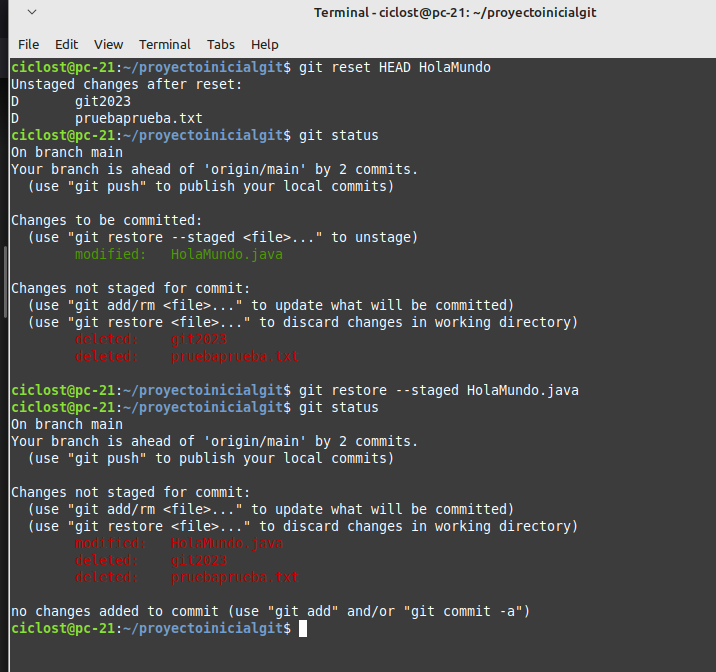 Terminal - ciclost@pc-21: ~/proyectoinicialgit
File Edit View Terminal Tabs Help
ciclost@pc-21:~/proyectoinicialgit$ git reset HEAD HolaMundo
Unstaged changes after reset:
D       git2023
D       pruebaprueba.txt
ciclost@pc-21:~/proyectoinicialgit$ git status
On branch main
Your branch is ahead of 'origin/main' by 2 commits.
  (use "git push" to publish your local commits)

Changes to be committed:
  (use "git restore --staged <file>..." to unstage)
        modified:   HolaMundo.java

Changes not staged for commit:
  (use "git add/rm <file>..." to update what will be committed)
  (use "git restore <file>..." to discard changes in working directory)
        deleted:    git2023
        deleted:    pruebaprueba.txt

ciclost@pc-21:~/proyectoinicialgit$ git restore --staged HolaMundo.java
ciclost@pc-21:~/proyectoinicialgit$ git status
On branch main
Your branch is ahead of 'origin/main' by 2 commits.
  (use "git push" to publish your local commits)

Changes not staged for commit:
  (use "git add/rm <file>..." to update what will be committed)
  (use "git restore <file>..." to discard changes in working directory)
        modified:   HolaMundo.java
        deleted:    git2023
        deleted:    pruebaprueba.txt

no changes added to commit (use "git add" and/or "git commit -a")
ciclost@pc-21:~/proyectoinicialgit$